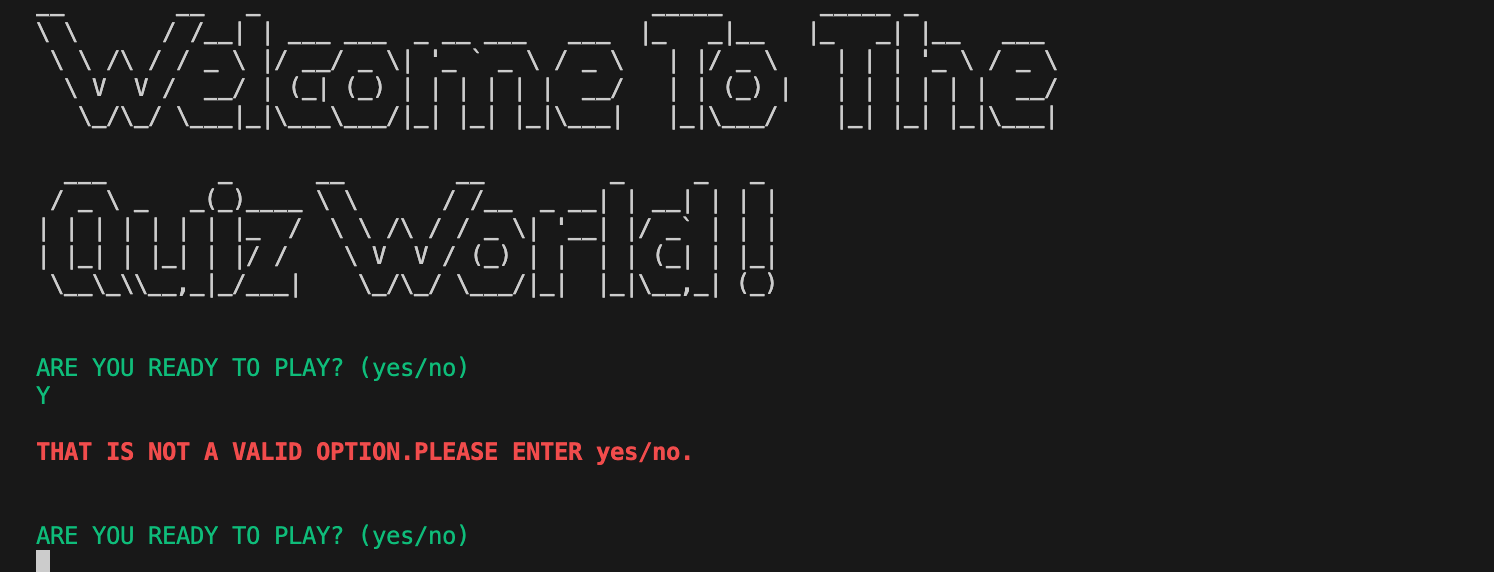 Welcome To The
Quiz World!
ARE YOU READY TO PLAY? (yes/no)
Y
THAT IS NOT A VALID OPTION.PLEASE ENTER yes/no.
ARE YOU READY TO PLAY? (yes/no)